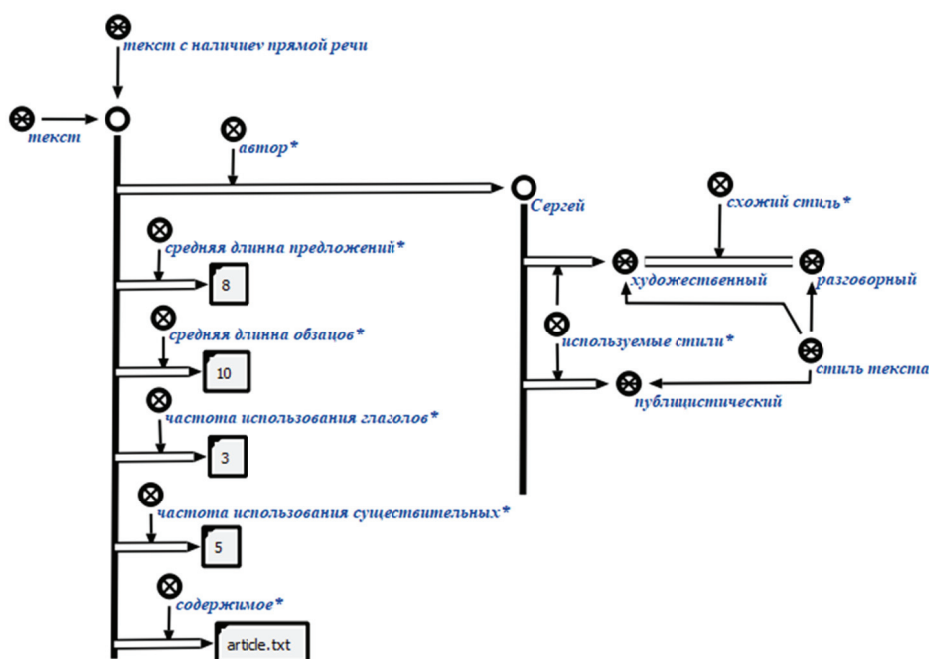 текст с наличиеу прямой речи
текст
автор*
Сергей
схожий стиль*
средняя длинна предложений*
8
художественный
разговорный
средняя длинна обзацов*
10
используемые стили*
стиль текста
публицистический
частота использования глаголов*
3
частота использования существительных*
5
содержимое*
article.txt